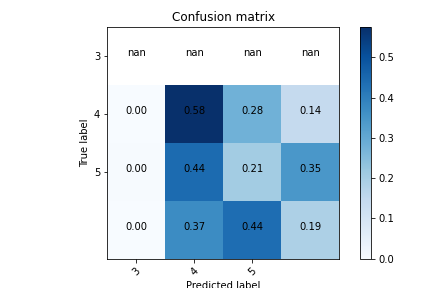 Confusion matrix
3 nan nan nan nan
4 0.00 0.58 0.28 0.14
5 0.00 0.44 0.21 0.35
0.00 0.37 0.44 0.19
3 4 5
True label
Predicted label
0.5
0.4
0.3
0.2
0.1
0.0